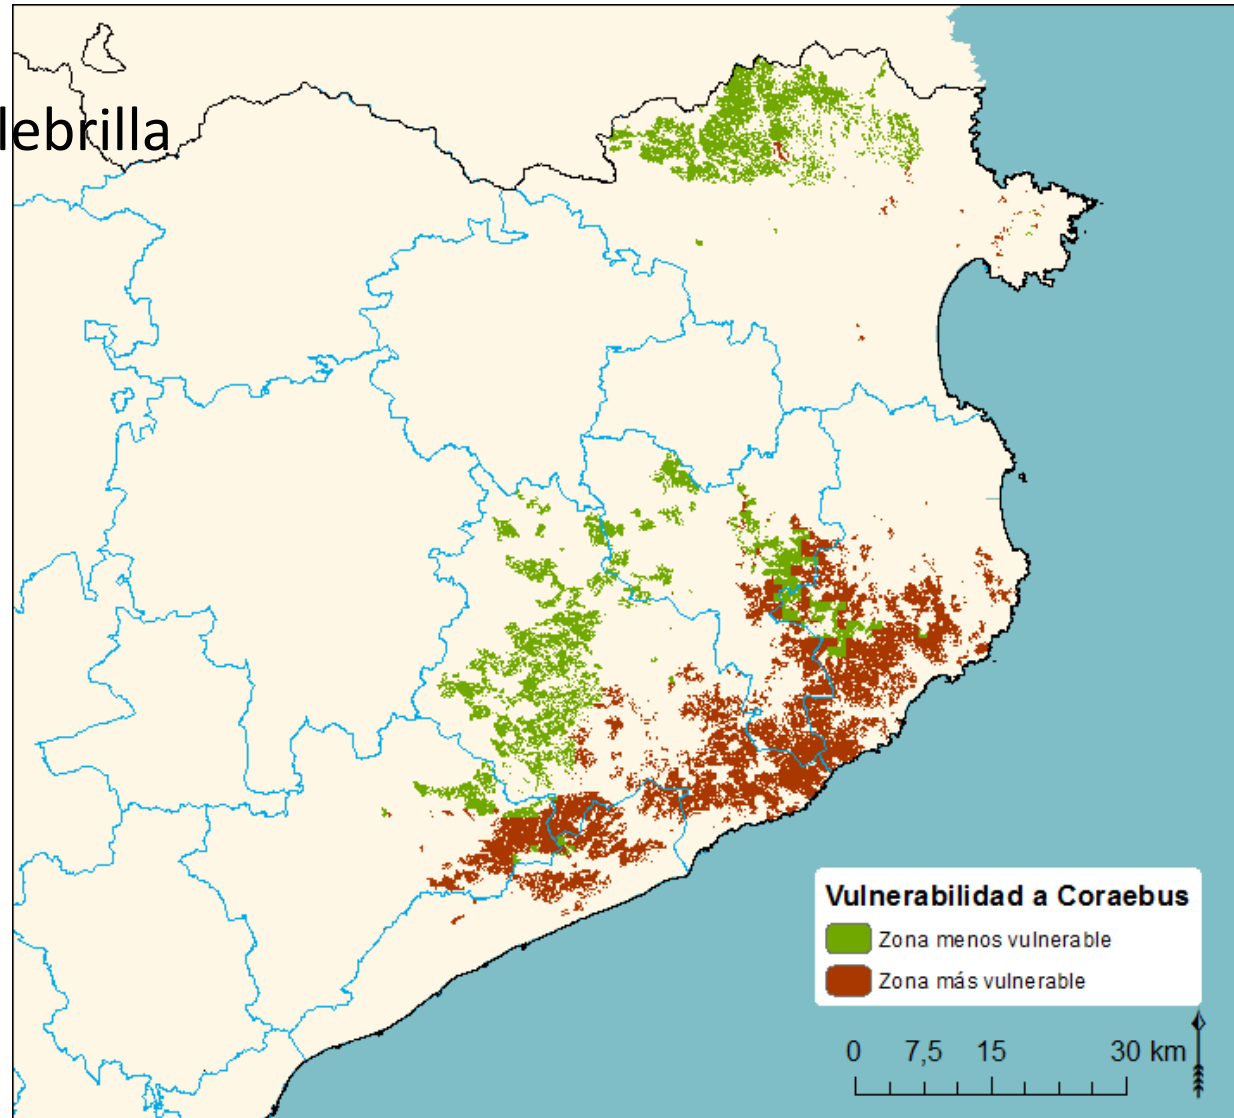 lebrilla
Vulnerabilidad a Coraebus
Zona menos vulnerable
Zona más vulnerable
0 7,5 15 30 km